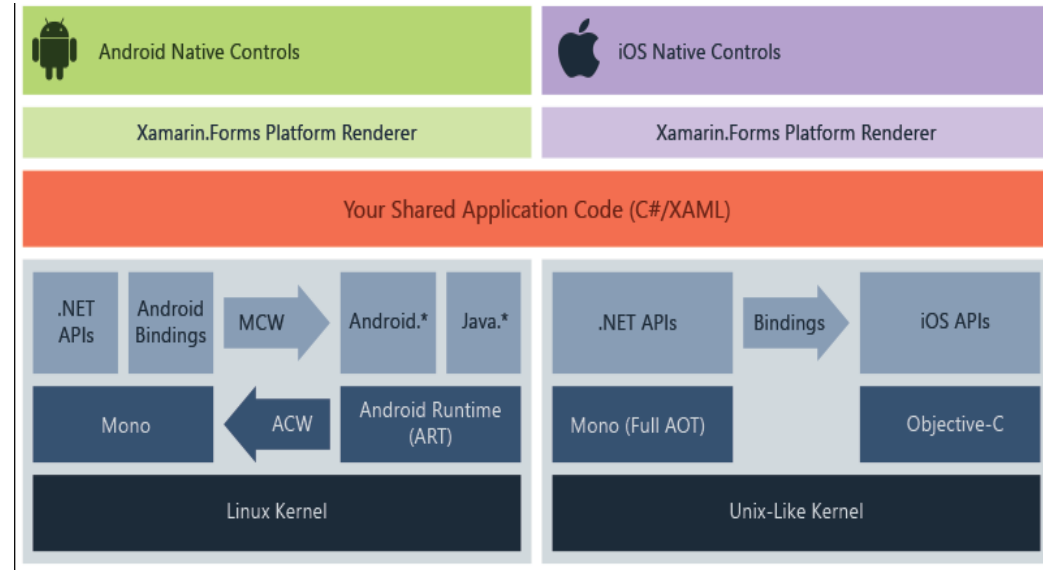 Android Native Controls
iOS Native Controls
Xamarin.Forms Platform Renderer
Xamarin.Forms Platform Renderer
Your Shared Application Code (C#/XAML)
.NET
APIs
Android
Bindings
MCW
Android.*
Java.*
.NET APIs
Bindings
iOS APIs
Mono
ACW
Android Runtime
(ART)
Mono (Full AOT)
Objective-C
Linux Kernel
Unix-Like Kernel